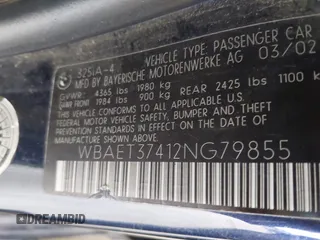 325iA-4 VEHICLE TYPE: PASSENGER CAR
MFD BY BAYERISCHE MOTORENWERKE AG 03/02
GVWR: 4365 lbs 1980 kg
GAWR FRONT 1984 lbs 900 kg REAR 2425 lbs 1100 k
THIS VEHICLE CONFORMS TO ALL APPLICABLE
FEDERAL MOTOR VEHICLE SAFETY, BUMPER AND THEFT
PREVENTION STANDARDS IN EFFECT ON THE DATE OF
MANUFACTURE SHOWN ABOVE.
WBAET37412NG79855
DREAMBID